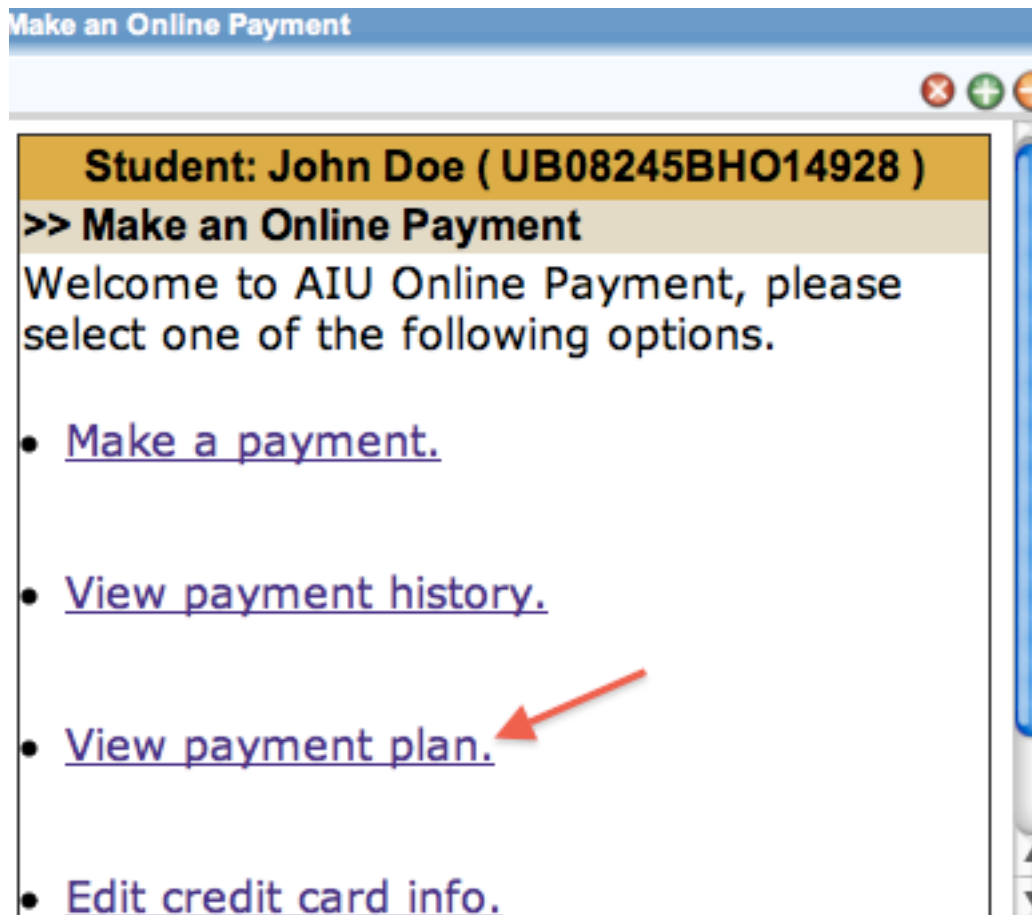 Make an Online Payment
Student: John Doe ( UB08245BHO14928 )
>> Make an Online Payment
Welcome to AIU Online Payment, please
select one of the following options.
Make a payment.
View payment history.
View payment plan.
Edit credit card info.